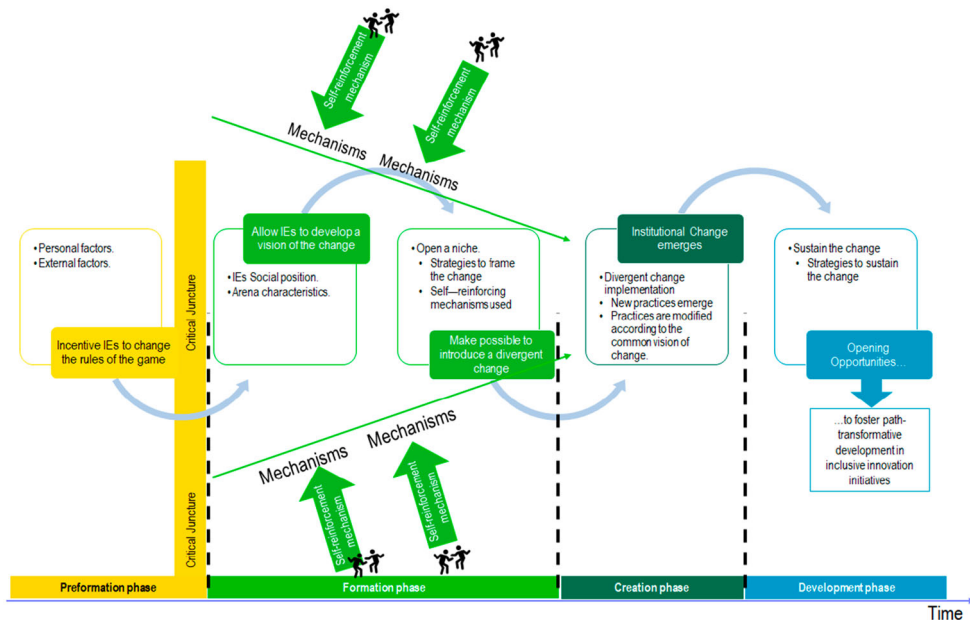 Self-reinforcement
mechanism
Self-reinforcement
mechanism
Mechanisms
Mechanisms
• Personal factors.
• External factors.
Incentive IEs to change
the rules of the game
Critical Juncture
Critical Juncture
Allow IEs to develop a
vision of the change
• IEs Social position.
• Arena characteristics.
• Open a niche.
• Strategies to frame
the change
• Self—reinforcing
mechanisms used
Make possible to
introduce a divergent
change
Institutional Change
emerges
• Divergent change
implementation
• New practices emerge
• Practices are modified
according to the
common vision of
change.
• Sustain the change
• Strategies to sustain
the change
Opening
Opportunities…
…to foster path-
transformative
development in
inclusive innovation
initiatives
Mechanisms
Mechanisms
Self-reinforcement
mechanism
Self-reinforcement
mechanism
Preformation phase
Formation phase
Creation phase
Development phase
Time